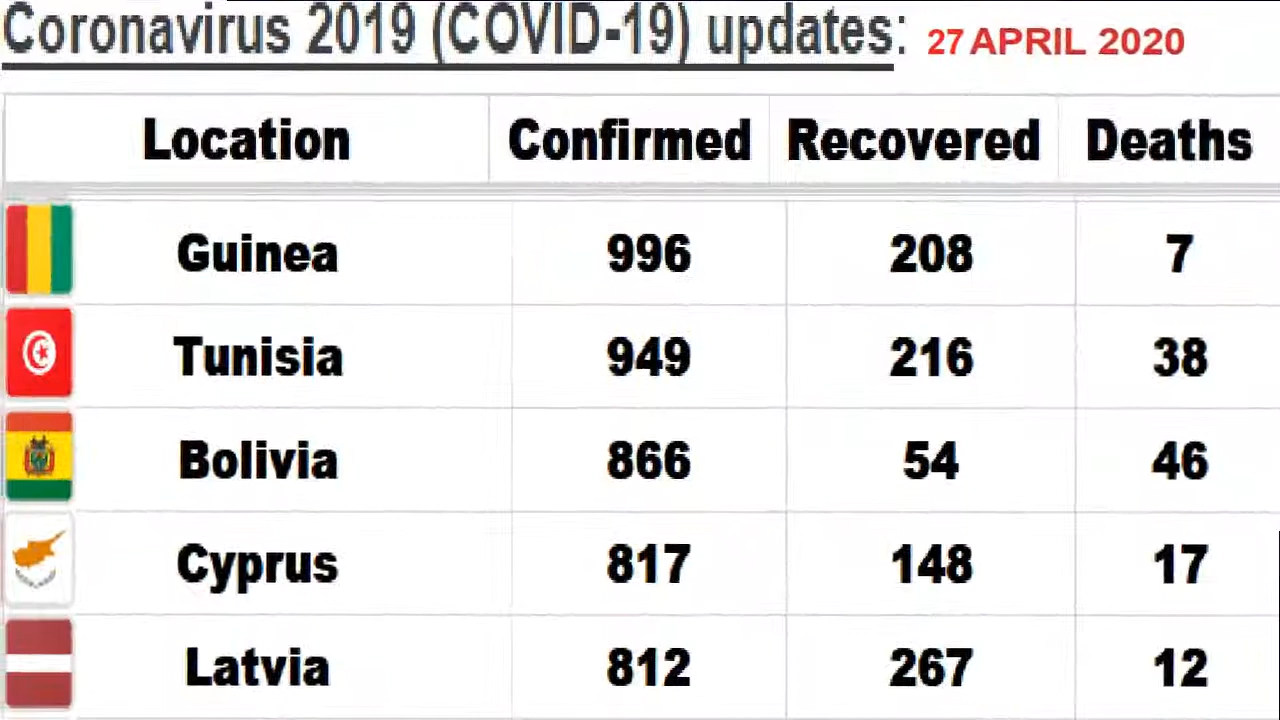 Coronavirus 2019 (COVID-19) updates: 27 APRIL 2020
Location Confirmed Recovered Deaths
Guinea 996 208 7
Tunisia 949 216 38
Bolivia 866 54 46
Cyprus 817 148 17
Latvia 812 267 12